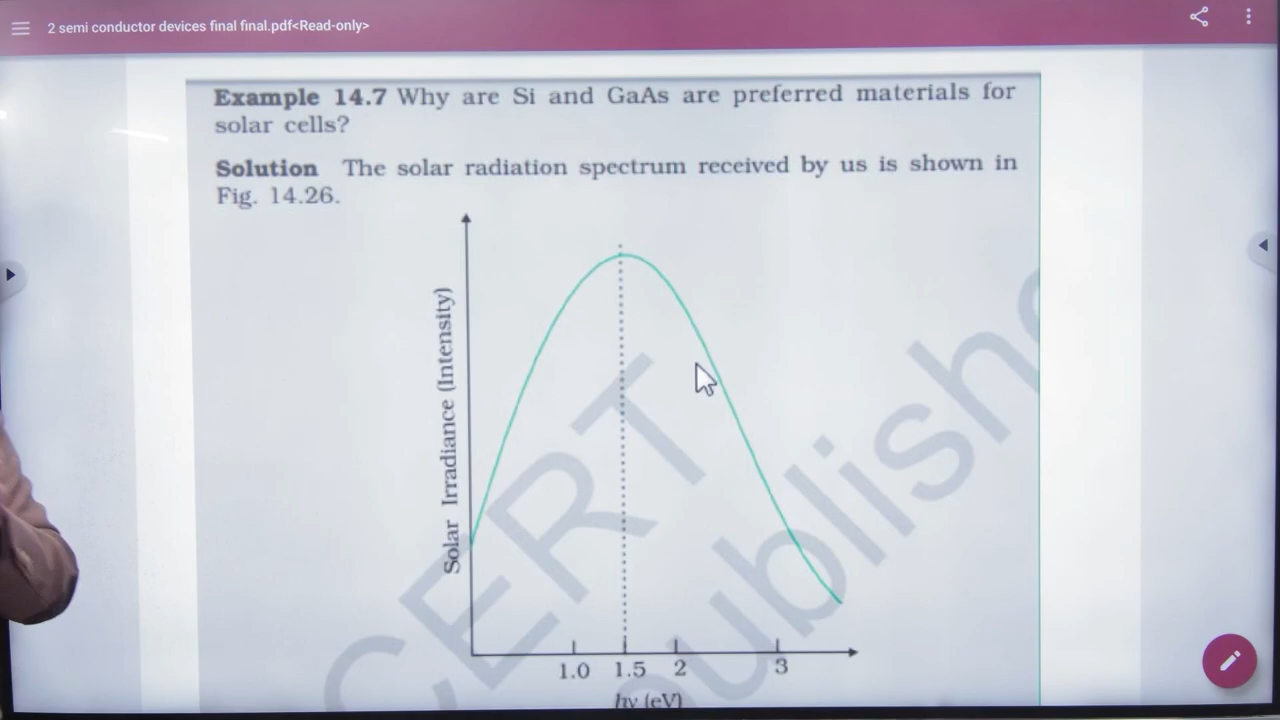 2 semi conductor devices final final.pdf<Read-only>
Example 14.7 Why are Si and GaAs are preferred materials for
solar cells?
Solution The solar radiation spectrum received by us is shown in
Fig. 14.26.
Solar Irradiance (Intensity)
1.0 1.5 2 3
hν (eV)
CERT
publishe